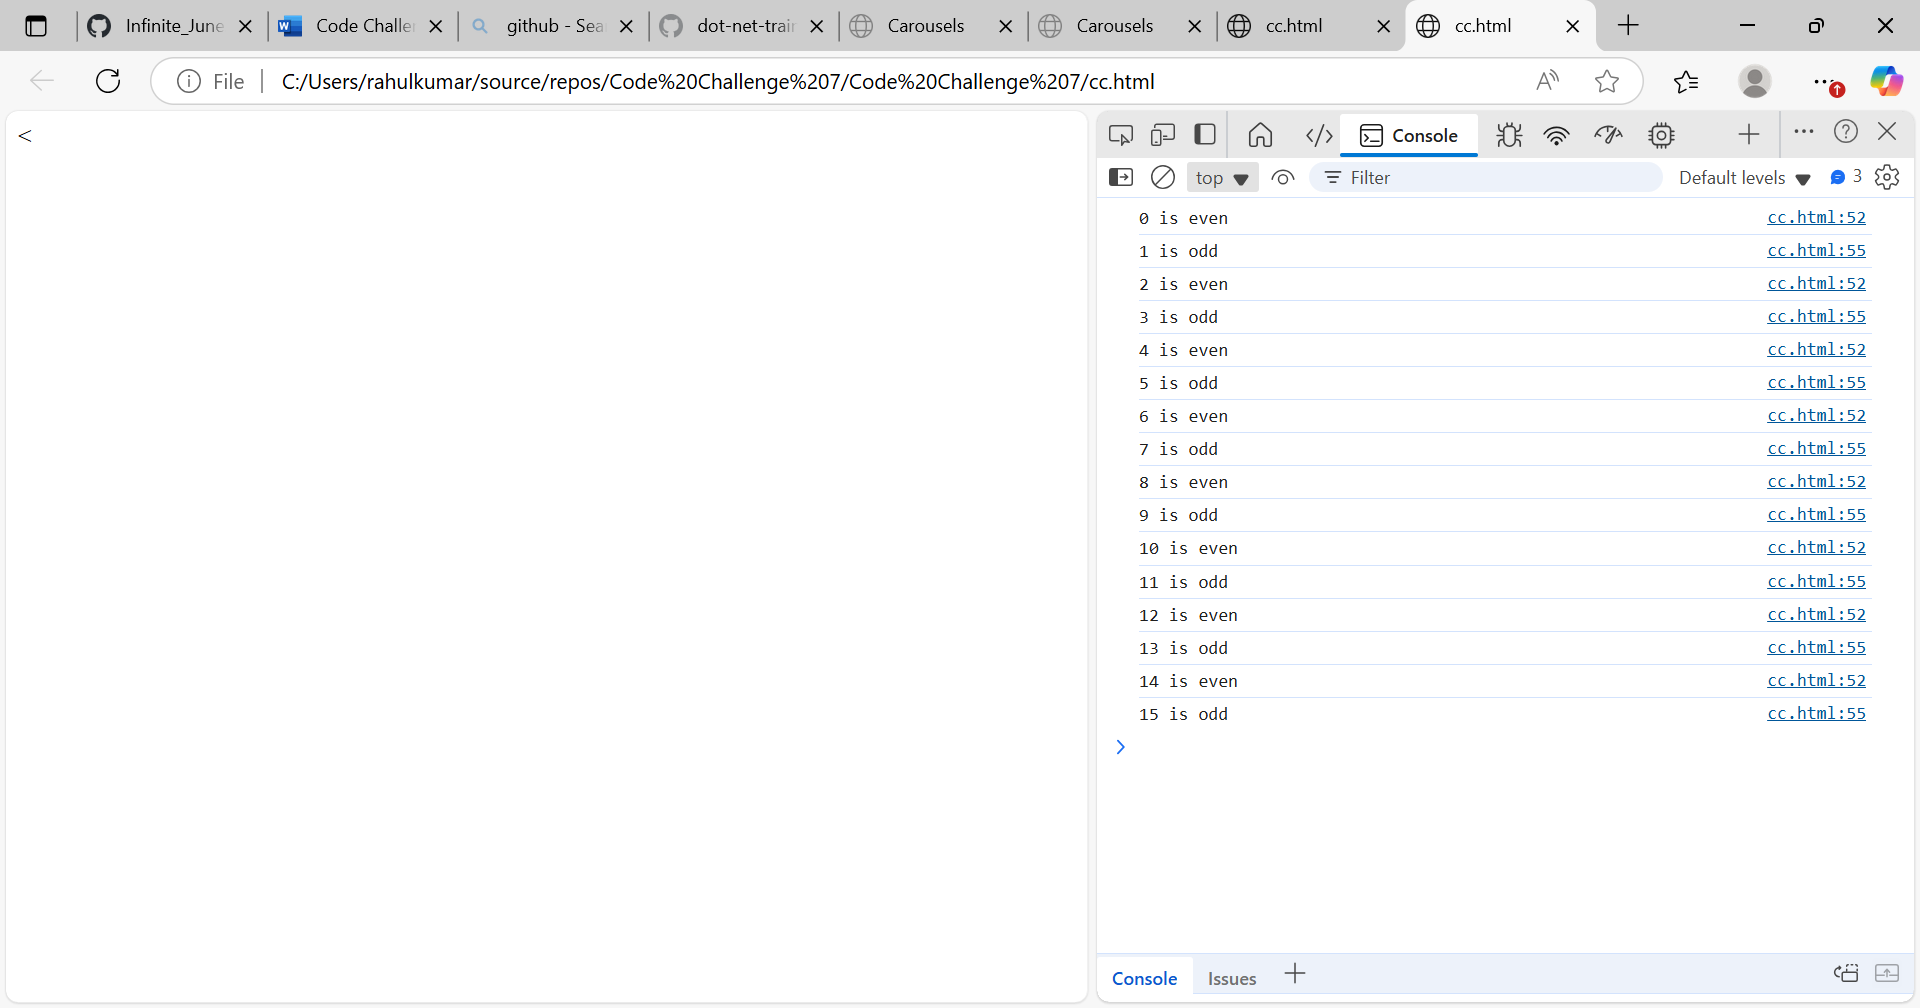 Infinite_June
Code Challer
github - Sea
dot-net-train
Carousels
Carousels
cc.html
cc.html
File
C:/Users/rahulkumar/source/repos/Code%20Challenge%207/Code%20Challenge%207/cc.html
<
Console
top
Filter
Default levels
3
0 is even cc.html:52
1 is odd cc.html:55
2 is even cc.html:52
3 is odd cc.html:55
4 is even cc.html:52
5 is odd cc.html:55
6 is even cc.html:52
7 is odd cc.html:55
8 is even cc.html:52
9 is odd cc.html:55
10 is even cc.html:52
11 is odd cc.html:55
12 is even cc.html:52
13 is odd cc.html:55
14 is even cc.html:52
15 is odd cc.html:55
Console
Issues